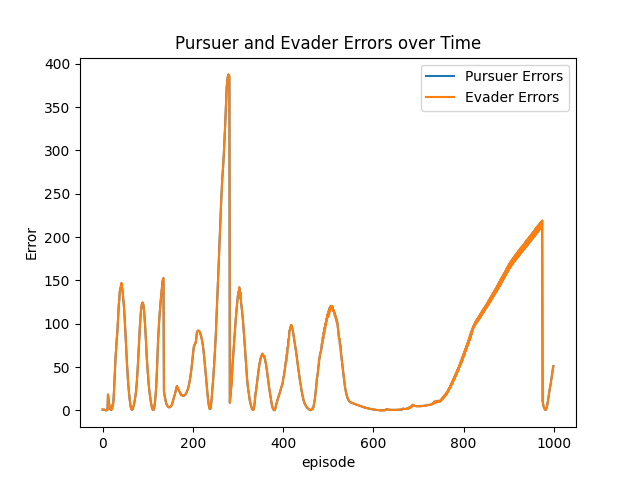 Pursuer and Evader Errors over Time
Pursuer Errors
Evader Errors
400
350
300
250
200
150
100
50
0
Error
0 200 400 600 800 1000
episode